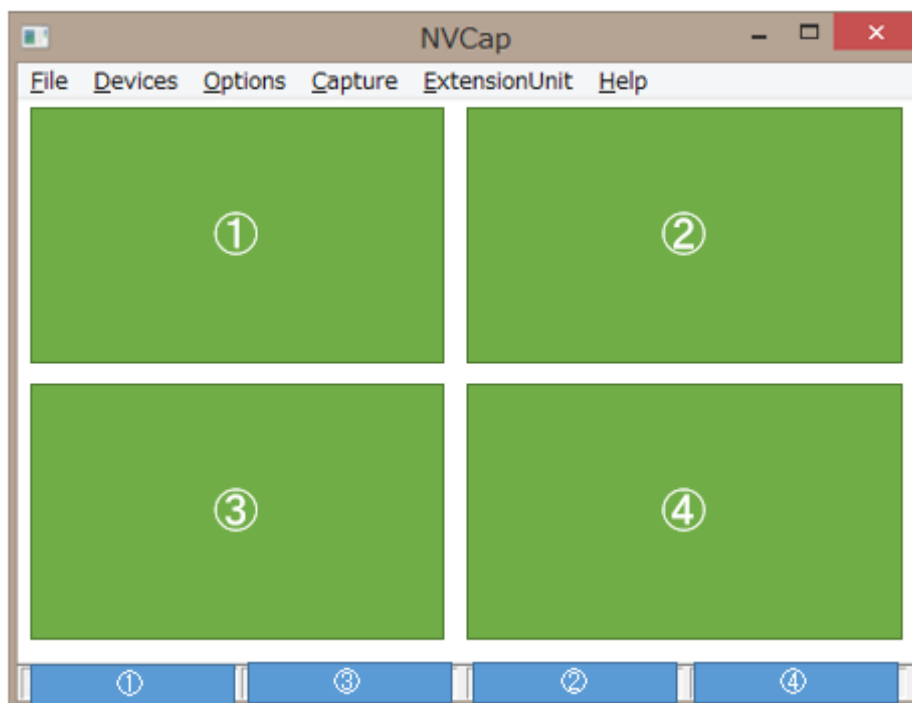 NVCap
File Devices Options Capture ExtensionUnit Help
① ②
③ ④
① ③ ② ④